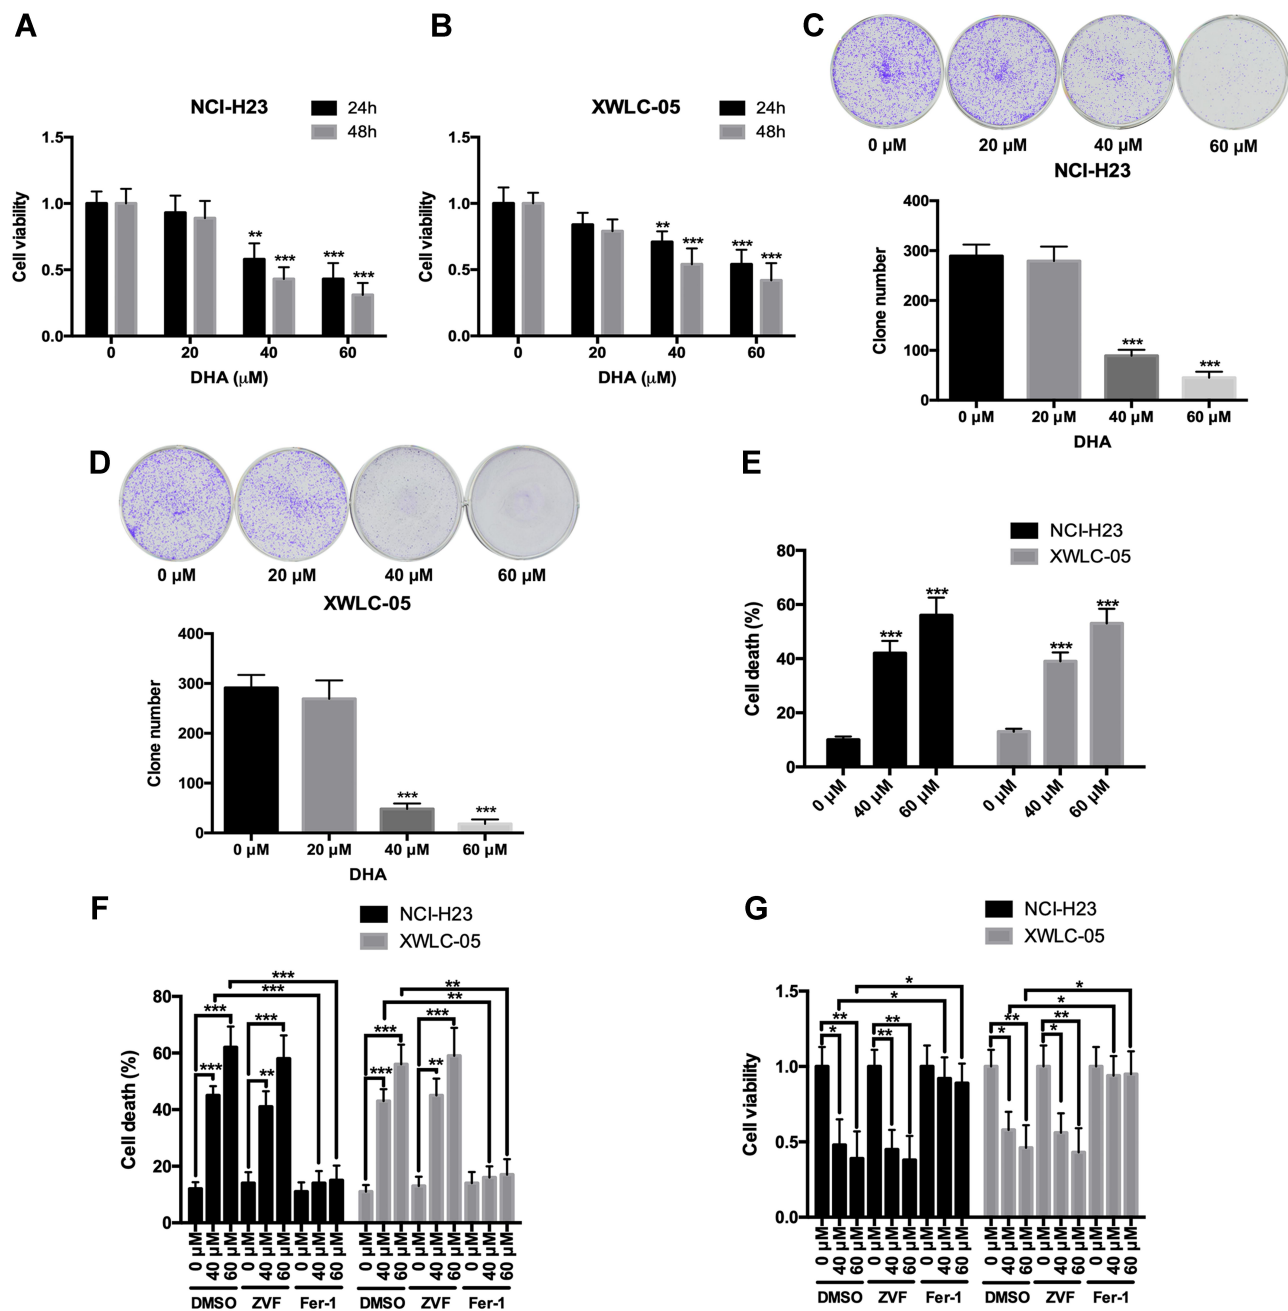 A
NCI-H23
24h
48h
Cell viability
1.5
1.0
0.5
0.0
** *** *** ***
0 20 40 60
DHA (μM)
B
XWLC-05
24h
48h
Cell viability
1.5
1.0
0.5
0.0
** *** *** ***
0 20 40 60
DHA (μM)
C
0 μM 20 μM 40 μM 60 μM
NCI-H23
Clone number
400
300
200
100
0
*** ***
0 μM 20 μM 40 μM 60 μM
DHA
D
0 μM 20 μM 40 μM 60 μM
XWLC-05
Clone number
400
300
200
100
0
*** ***
0 μM 20 μM 40 μM 60 μM
DHA
E
NCI-H23
XWLC-05
Cell death (%)
80
60
40
20
0
*** *** *** ***
0 μM 40 μM 60 μM 0 μM 40 μM 60 μM
F
NCI-H23
XWLC-05
Cell death (%)
80
60
40
20
0
*** **
*** **
*** *** *** ***
*** ** *** **
0 μM 40 μM 60 μM 0 μM 40 μM 60 μM 0 μM 40 μM 60 μM 0 μM 40 μM 60 μM 0 μM 40 μM 60 μM 0 μM 40 μM 60 μM
DMSO ZVF Fer-1 DMSO ZVF Fer-1
G
NCI-H23
XWLC-05
Cell viability
1.5
1.0
0.5
0.0
* *
* *
** ** ** **
* ** * *
0 μM 40 μM 60 μM 0 μM 40 μM 60 μM 0 μM 40 μM 60 μM 0 μM 40 μM 60 μM 0 μM 40 μM 60 μM 0 μM 40 μM 60 μM
DMSO ZVF Fer-1 DMSO ZVF Fer-1